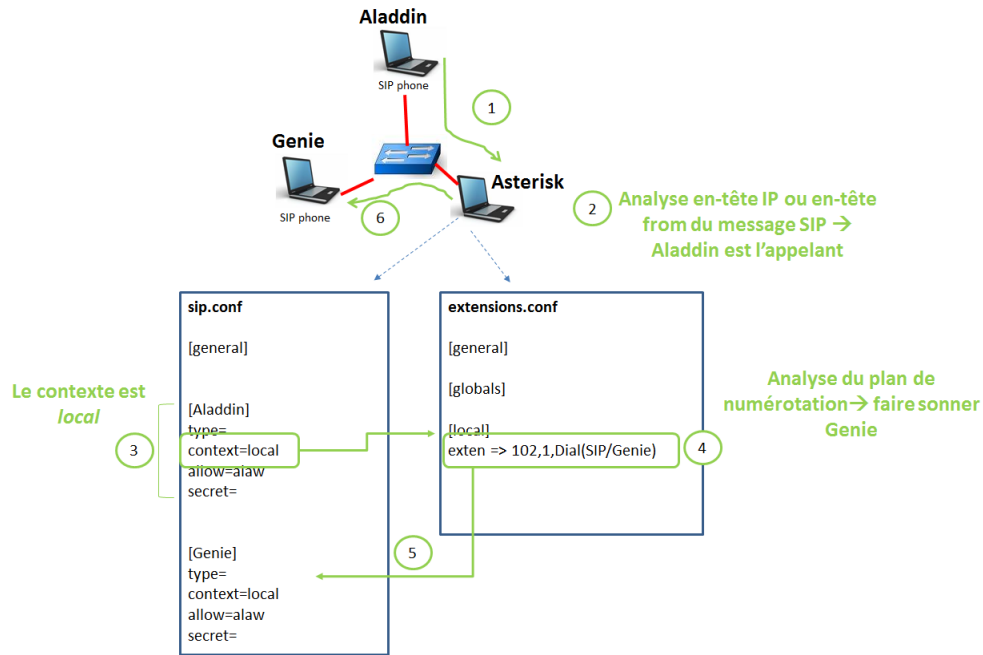 Aladdin
SIP phone
1
Genie
SIP phone
6
Asterisk
2
Analyse en-tête IP ou en-tête
from du message SIP →
Aladdin est l'appelant
sip.conf
[general]
[Aladdin]
type=
context=local
allow=alaw
secret=
[Genie]
type=
context=local
allow=alaw
secret=
Le contexte est
local
3
extensions.conf
[general]
[globals]
[local]
exten => 102,1,Dial(SIP/Genie)
4
5
Analyse du plan de
numérotation→ faire sonner
Genie